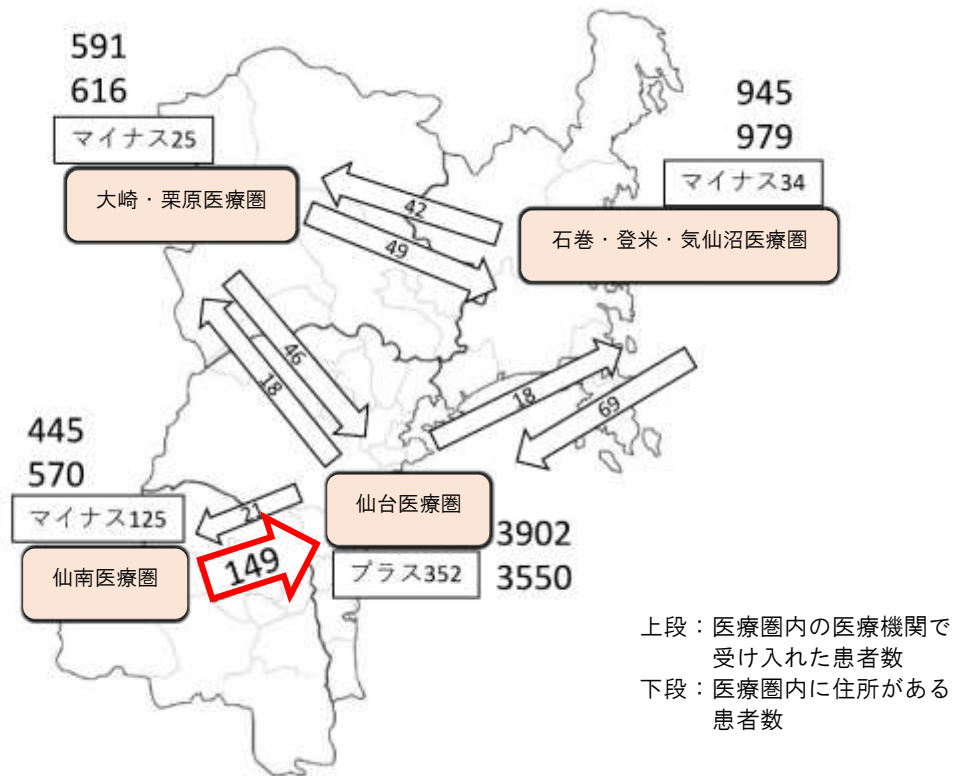 591
616
マイナス25
大崎・栗原医療圏
945
979
マイナス34
石巻・登米・気仙沼医療圏
42
49
46
18
18
69
445
570
マイナス125
仙南医療圏
21
149
仙台医療圏
プラス352
3902
3550
上段：医療圏内の医療機関で
受け入れた患者数
下段：医療圏内に住所がある
患者数